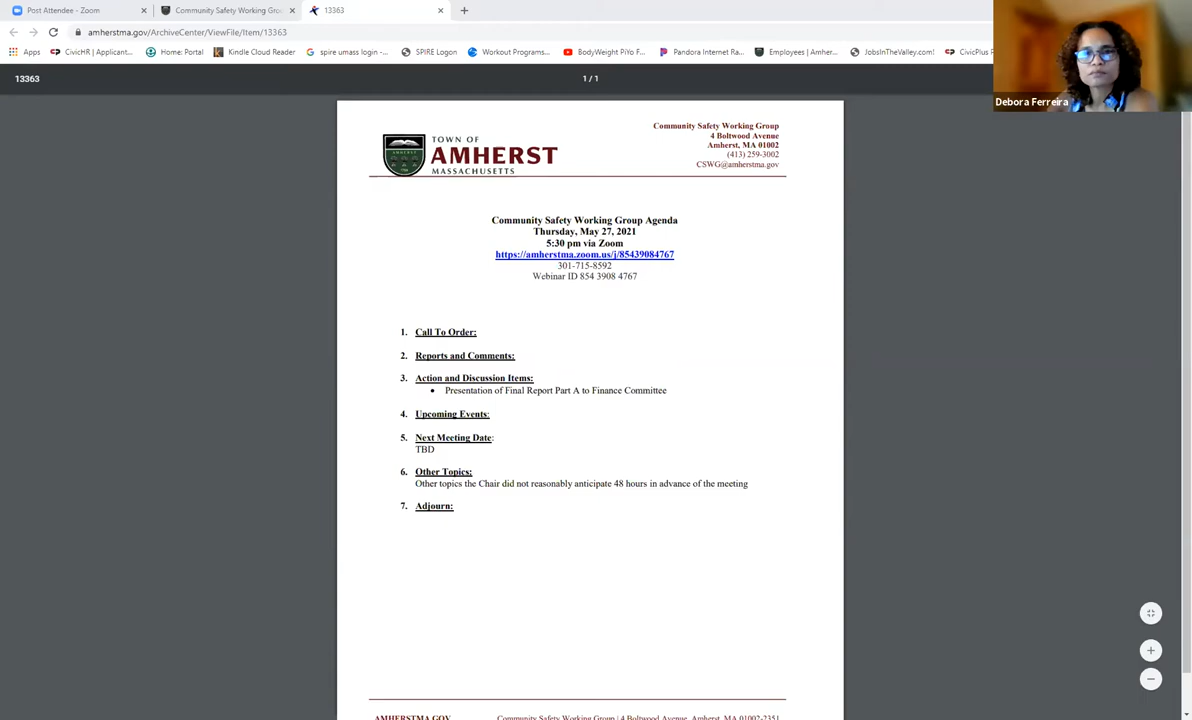 Post Attendee - Zoom
Community Safety Working Gro
13363
amherstma.org/ArchiveCenter/ViewFile/Item/13363
Apps
CivicHR | Applicant...
Home: Portal
Kindle Cloud Reader
spire umass login -...
SPIRE Logon
Workout Programs...
BodyWeight PiYo F...
Pandora Internet Ra...
Employees | Amher...
JobsInTheValley.com!
CivicPlus
13363
1 / 1
Debora Ferreira
TOWN OF
AMHERST
MASSACHUSETTS
Community Safety Working Group
4 Boltwood Avenue
Amherst, MA 01002
(413) 259-3002
CSWG@amherstma.gov
Community Safety Working Group Agenda
Thursday, May 27, 2021
5:30 pm via Zoom
https://amherstma.zoom.us/j/85439084767
301-715-8592
Webinar ID 854 3908 4767
1. Call To Order:
2. Reports and Comments:
3. Action and Discussion Items:
• Presentation of Final Report Part A to Finance Committee
4. Upcoming Events:
5. Next Meeting Date:
TBD
6. Other Topics:
Other topics the Chair did not reasonably anticipate 48 hours in advance of the meeting
7. Adjourn:
AMHERSTMA.GOV
Community Safety Working Group | 4 Boltwood Avenue, Amherst, MA 01002-2351